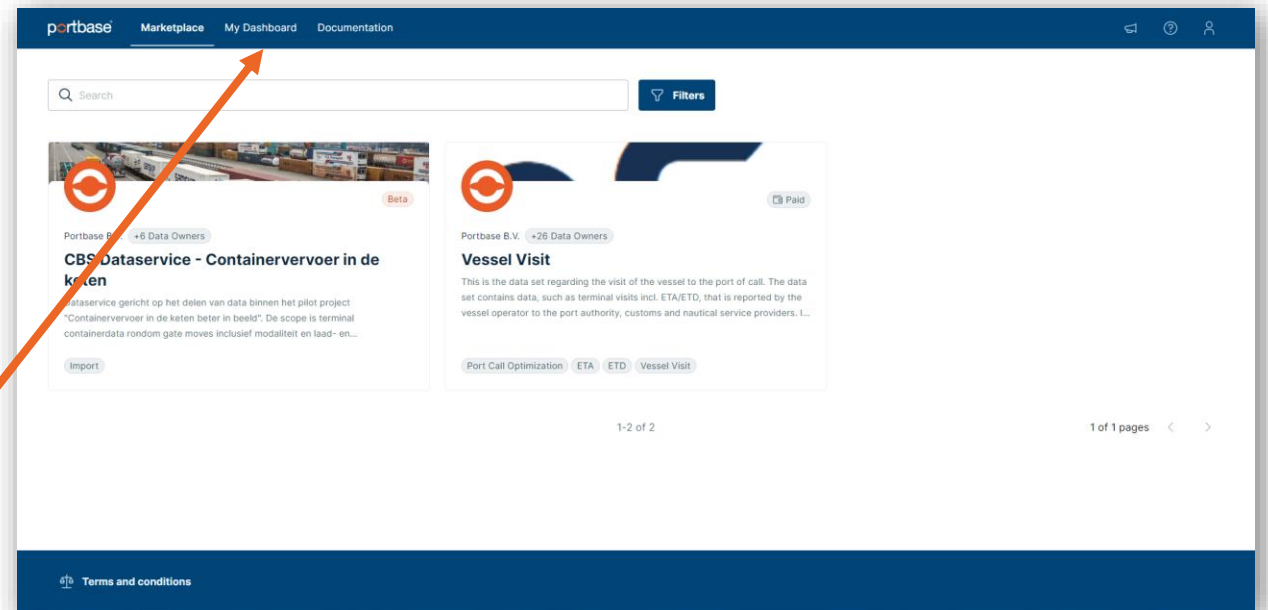 portbase Marketplace My Dashboard Documentation
Search
Filters
Beta
Portbase B.V. +6 Data Owners
CBS Dataservice - Containervervoer in de
keten
Dataservice gericht op het delen van data binnen het pilot project
"Containervervoer in de keten beter in beeld". De scope is terminal
containerdata rondom gate moves inclusief modaliteit en laad- en...
Import
Paid
Portbase B.V. +26 Data Owners
Vessel Visit
This is the data set regarding the visit of the vessel to the port of call. The data
set contains data, such as terminal visits incl. ETA/ETD, that is reported by the
vessel operator to the port authority, customs and nautical service providers. I...
Port Call Optimization ETA ETD Vessel Visit
1-2 of 2
1 of 1 pages
Terms and conditions